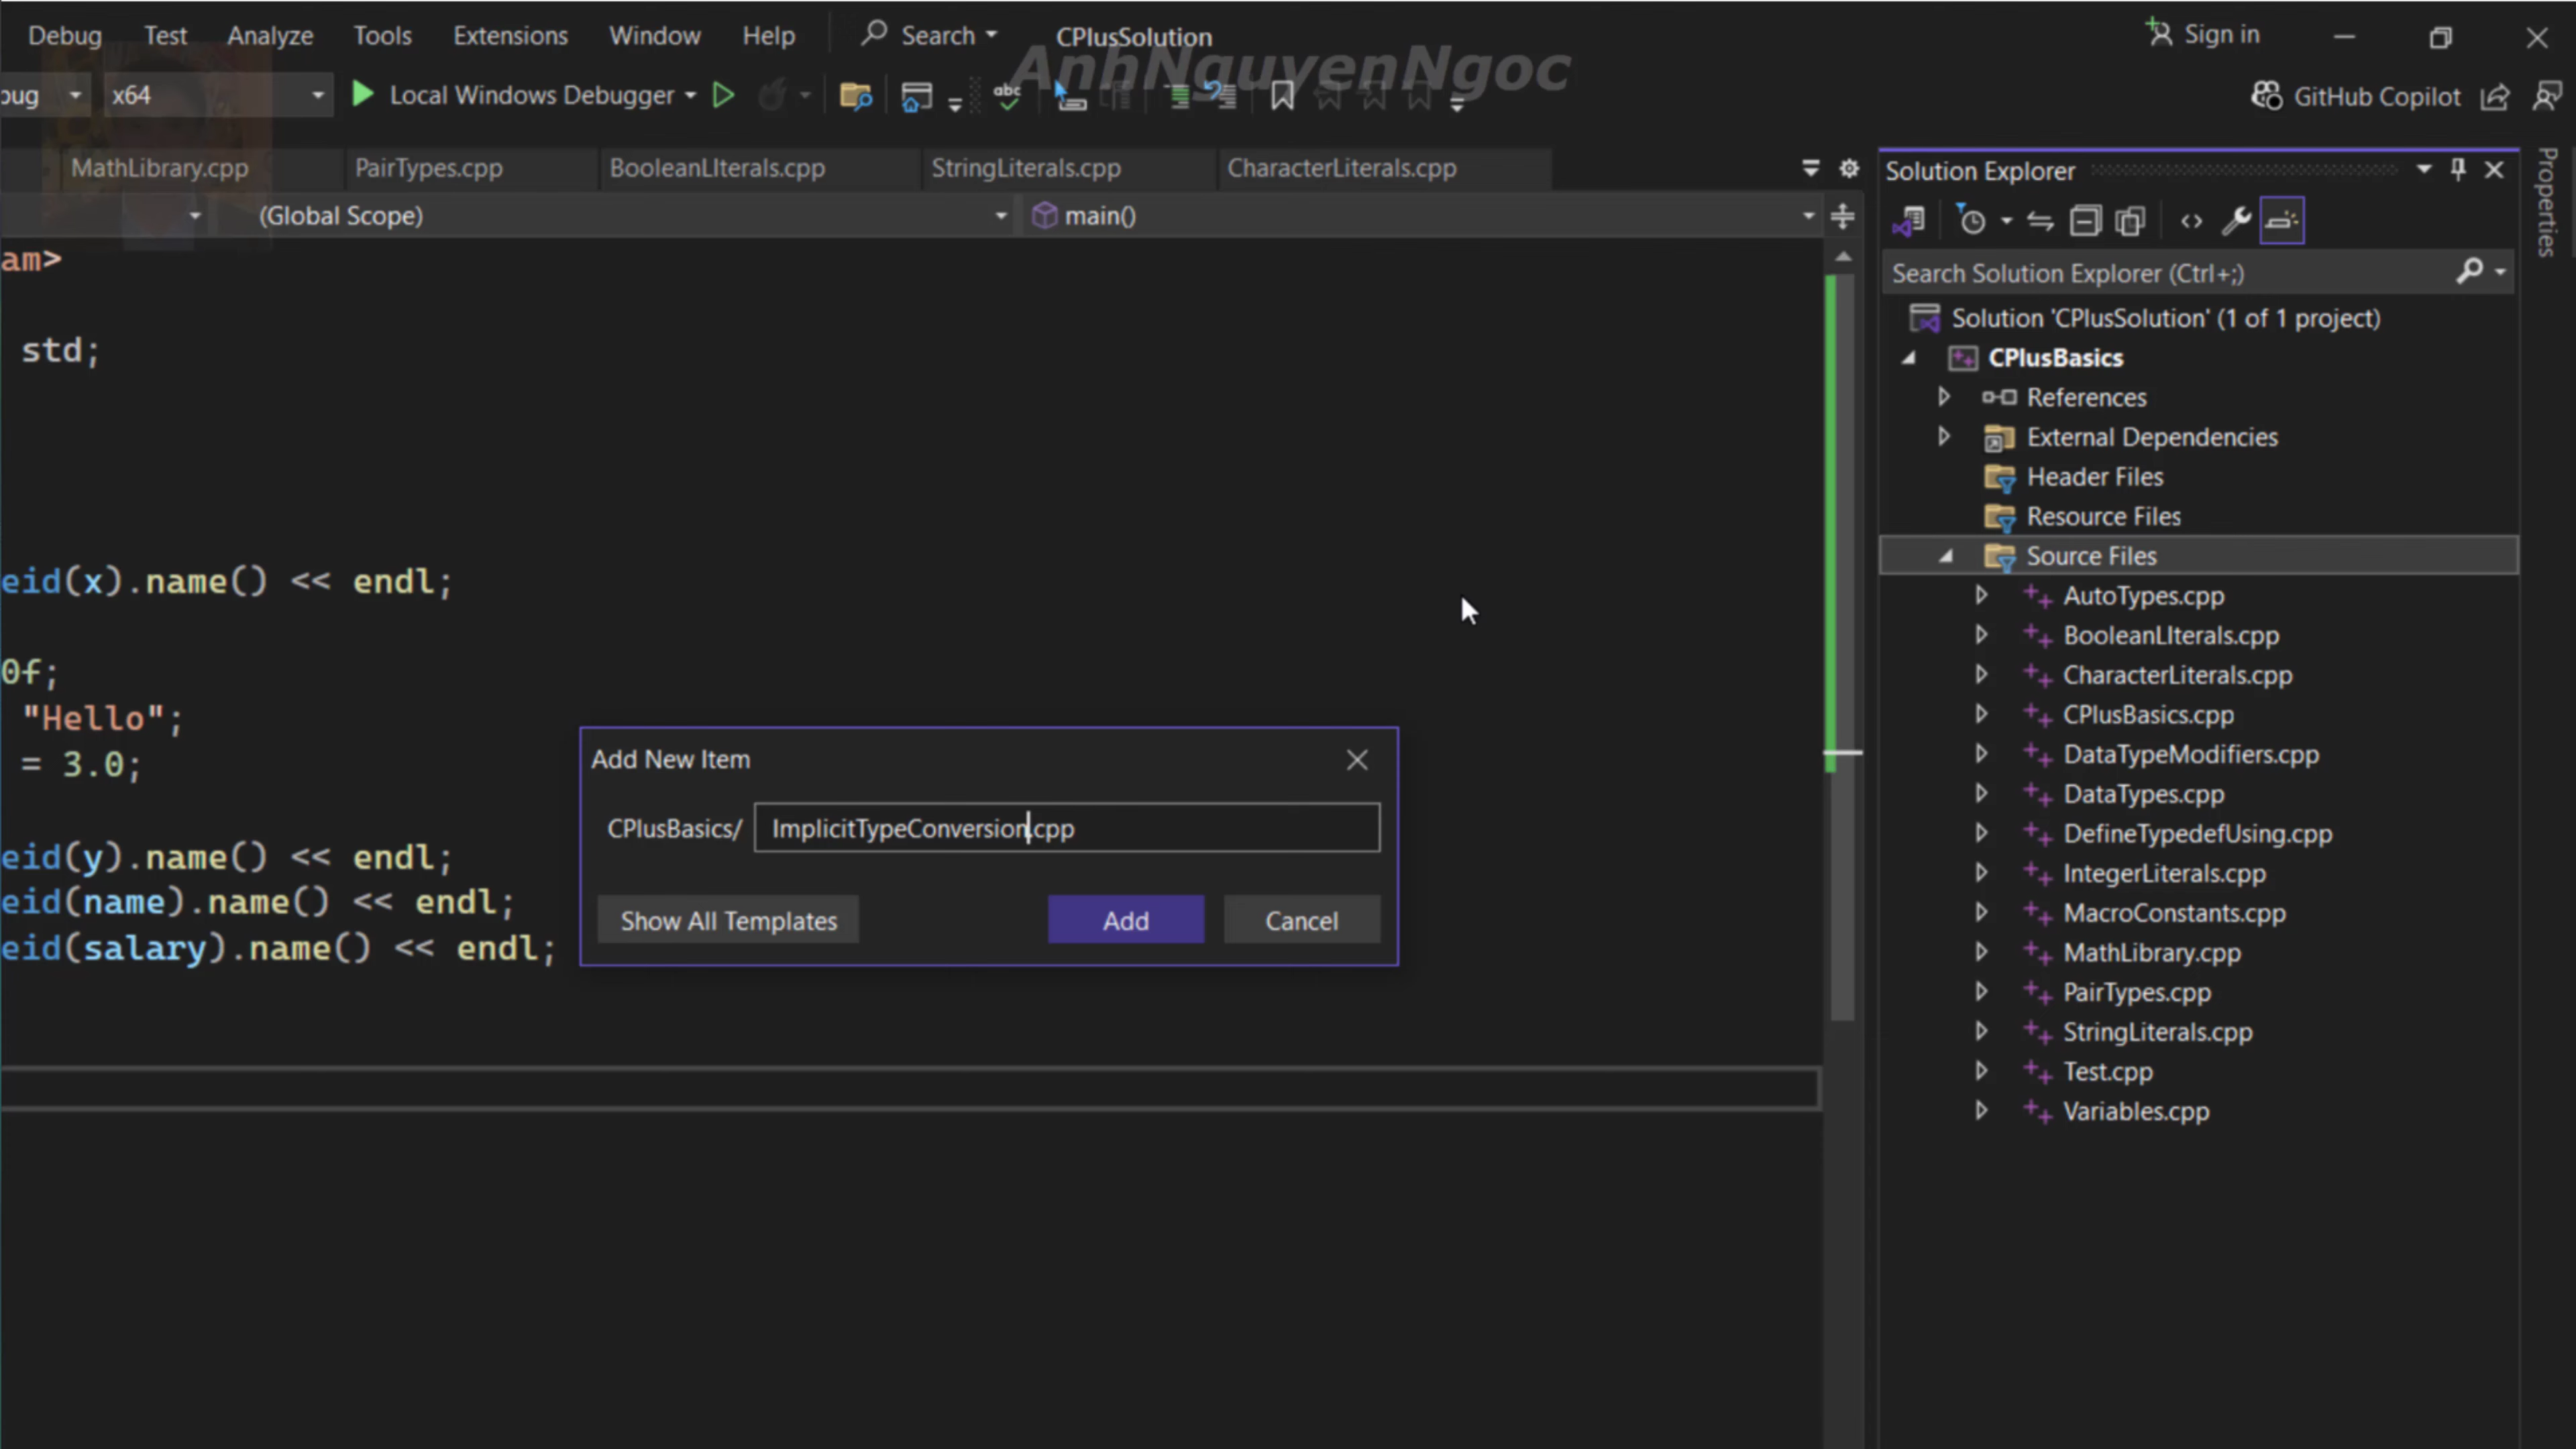 Debug Test Analyze Tools Extensions Window Help Search CPlusSolution Sign in
AnhNguyenNgoc
bug x64 Local Windows Debugger abc GitHub Copilot
MathLibrary.cpp PairTypes.cpp BooleanLIterals.cpp StringLiterals.cpp CharacterLiterals.cpp
(Global Scope) main()
am>
std;
eid(x).name() << endl;
0f;
"Hello";
= 3.0;
eid(y).name() << endl;
eid(name).name() << endl;
eid(salary).name() << endl;
Add New Item
CPlusBasics/ ImplicitTypeConversion.cpp
Show All Templates Add Cancel
Solution Explorer
Search Solution Explorer (Ctrl+;)
Solution 'CPlusSolution' (1 of 1 project)
CPlusBasics
References
External Dependencies
Header Files
Resource Files
Source Files
AutoTypes.cpp
BooleanLIterals.cpp
CharacterLiterals.cpp
CPlusBasics.cpp
DataTypeModifiers.cpp
DataTypes.cpp
DefineTypedefUsing.cpp
IntegerLiterals.cpp
MacroConstants.cpp
MathLibrary.cpp
PairTypes.cpp
StringLiterals.cpp
Test.cpp
Variables.cpp
Properties